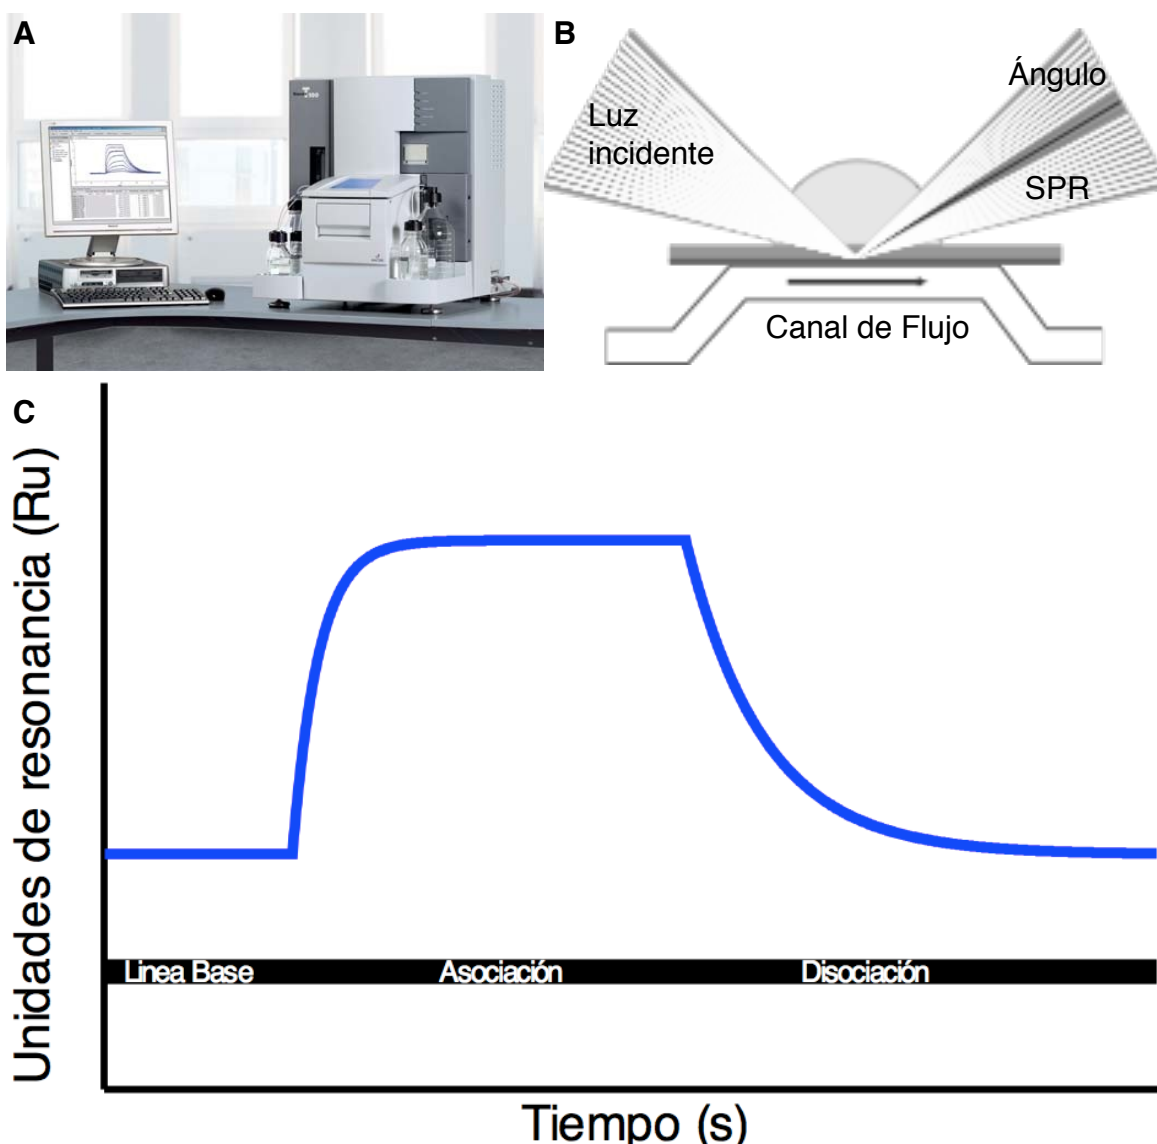 A
B
Luz
incidente
Ángulo
SPR
Canal de Flujo
C
Unidades de resonancia (Ru)
Linea Base
Asociación
Disociación
Tiempo (s)